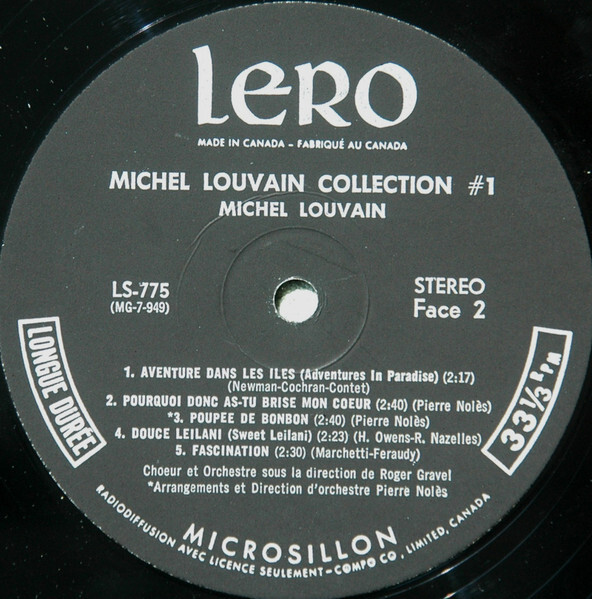 LERO
MADE IN CANADA – FABRIQUÉ AU CANADA
MICHEL LOUVAIN COLLECTION #1
MICHEL LOUVAIN
LS-775
(MG-7-949)
STEREO
Face 2
LONGUE DURÉE
33⅓ R.P.M
1. AVENTURE DANS LES ILES (Adventures In Paradise) (2:17)
(Newman-Cochran-Contet)
2. POURQUOI DONC AS-TU BRISE MON COEUR (2:40) (Pierre Nolès)
*3. POUPEE DE BONBON (2:40) (Pierre Nolès)
4. DOUCE LEILANI (Sweet Leilani) (2:23) (H. Owens-R. Nazelles)
5. FASCINATION (2:30) (Marchetti-Feraudy)
Choeur et Orchestre sous la direction de Roger Gravel
*Arrangements et Direction d'orchestre Pierre Nolès
MICROSILLON
RADIODIFFUSION AVEC LICENCE SEULEMENT–COMPO CO., LIMITED, CANADA